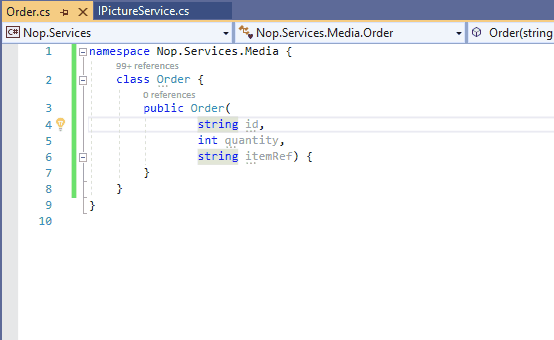 Order.cs IPictureService.cs
C# Nop.Services Nop.Services.Media.Order Order(string
1 namespace Nop.Services.Media {
99+ references
2 class Order {
0 references
3 public Order(
4 string id,
5 int quantity,
6 string itemRef) {
7 }
8 }
9 }
10